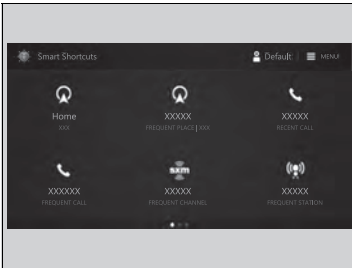 Smart Shortcuts
Default
MENU
Home
XXX
XXXXX
FREQUENT PLACE | XXX
XXXXX
RECENT CALL
XXXXXX
FREQUENT CALL
sxm
XXXXX
FREQUENT CHANNEL
XXXXX
FREQUENT STATION